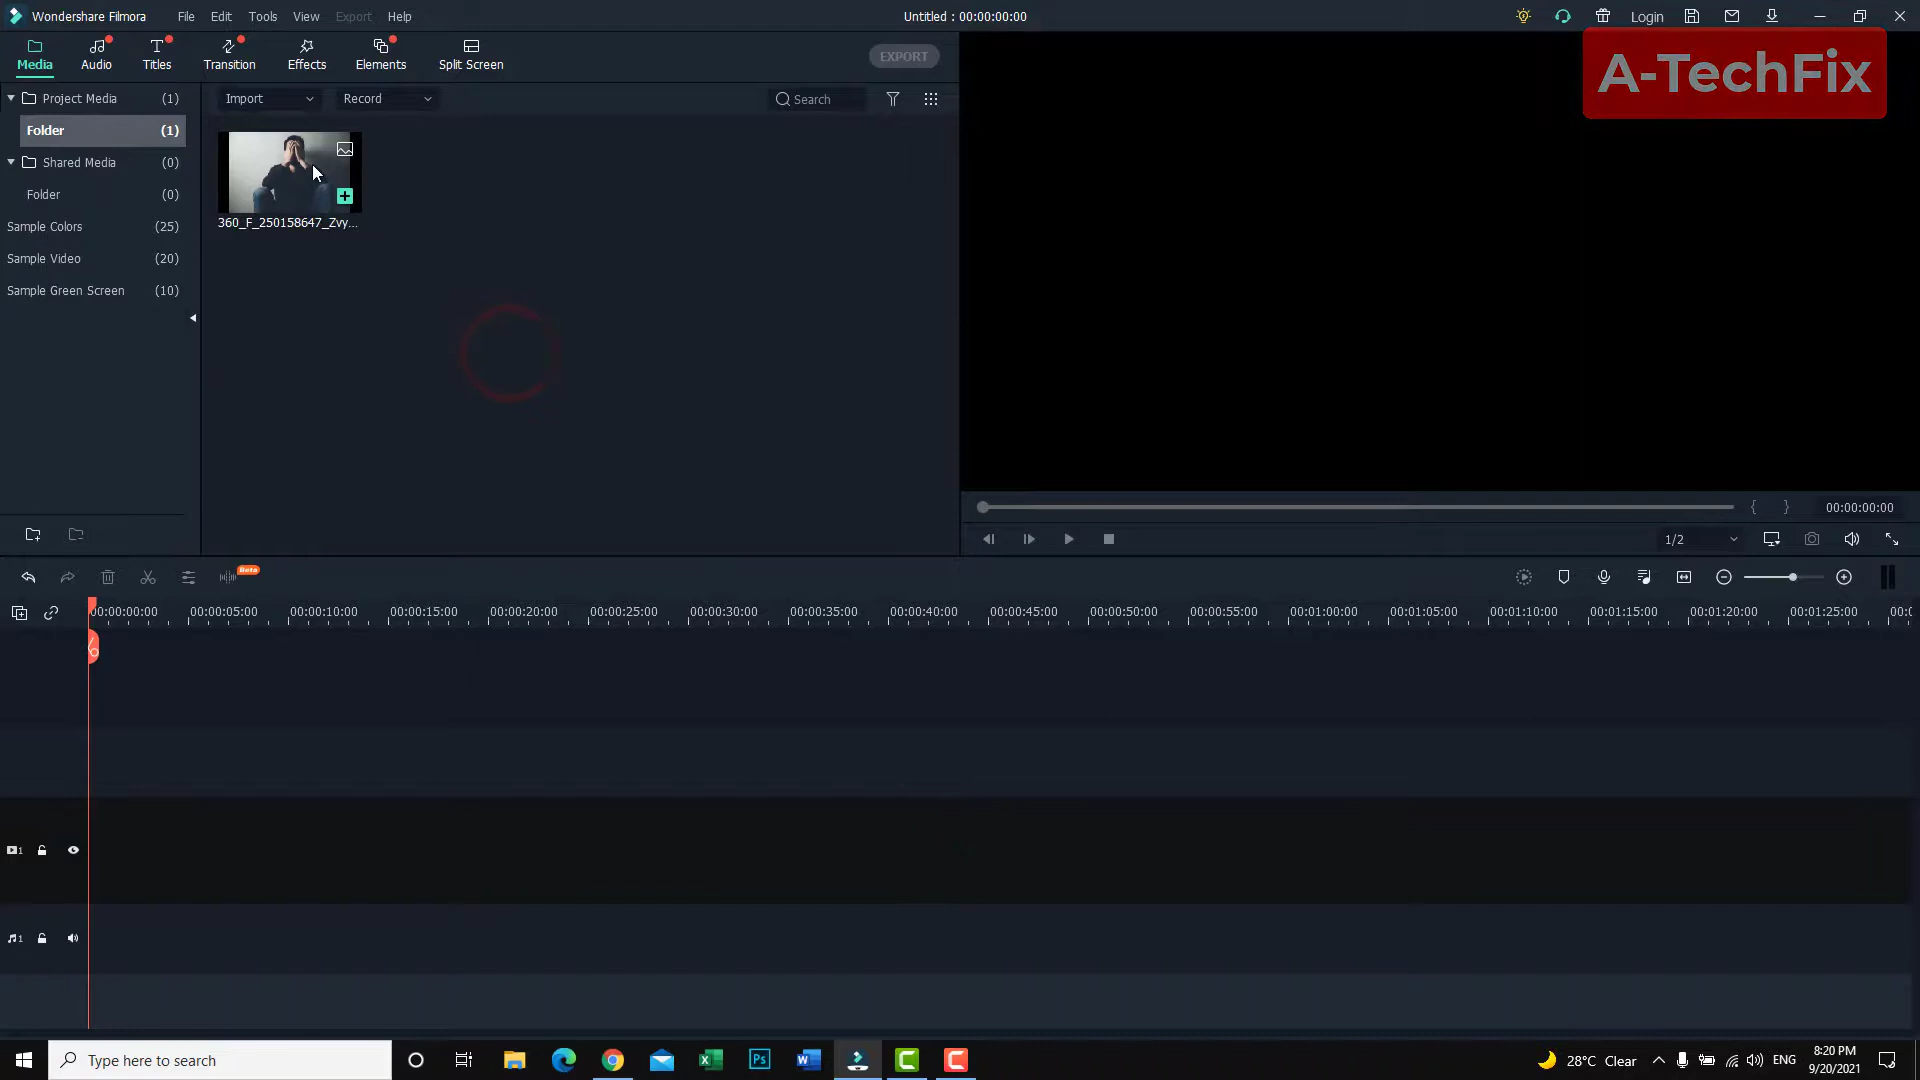 Wondershare Filmora File Edit Tools View Export Help Untitled : 00:00:00:00 Login
Media Audio Titles Transition Effects Elements Split Screen EXPORT
A-TechFix
Project Media (1) Import Record Search
Folder (1)
Shared Media (0)
Folder (0)
360_F_250158647_Zvy...
Sample Colors (25)
Sample Video (20)
Sample Green Screen (10)
{ } 00:00:00:00
1/2
Beta
00:00:00:00 00:00:05:00 00:00:10:00 00:00:15:00 00:00:20:00 00:00:25:00 00:00:30:00 00:00:35:00 00:00:40:00 00:00:45:00 00:00:50:00 00:00:55:00 00:01:00:00 00:01:05:00 00:01:10:00 00:01:15:00 00:01:20:00 00:01:25:00
1
1
Type here to search Ps W 28°C Clear ENG 8:20 PM
9/20/2021